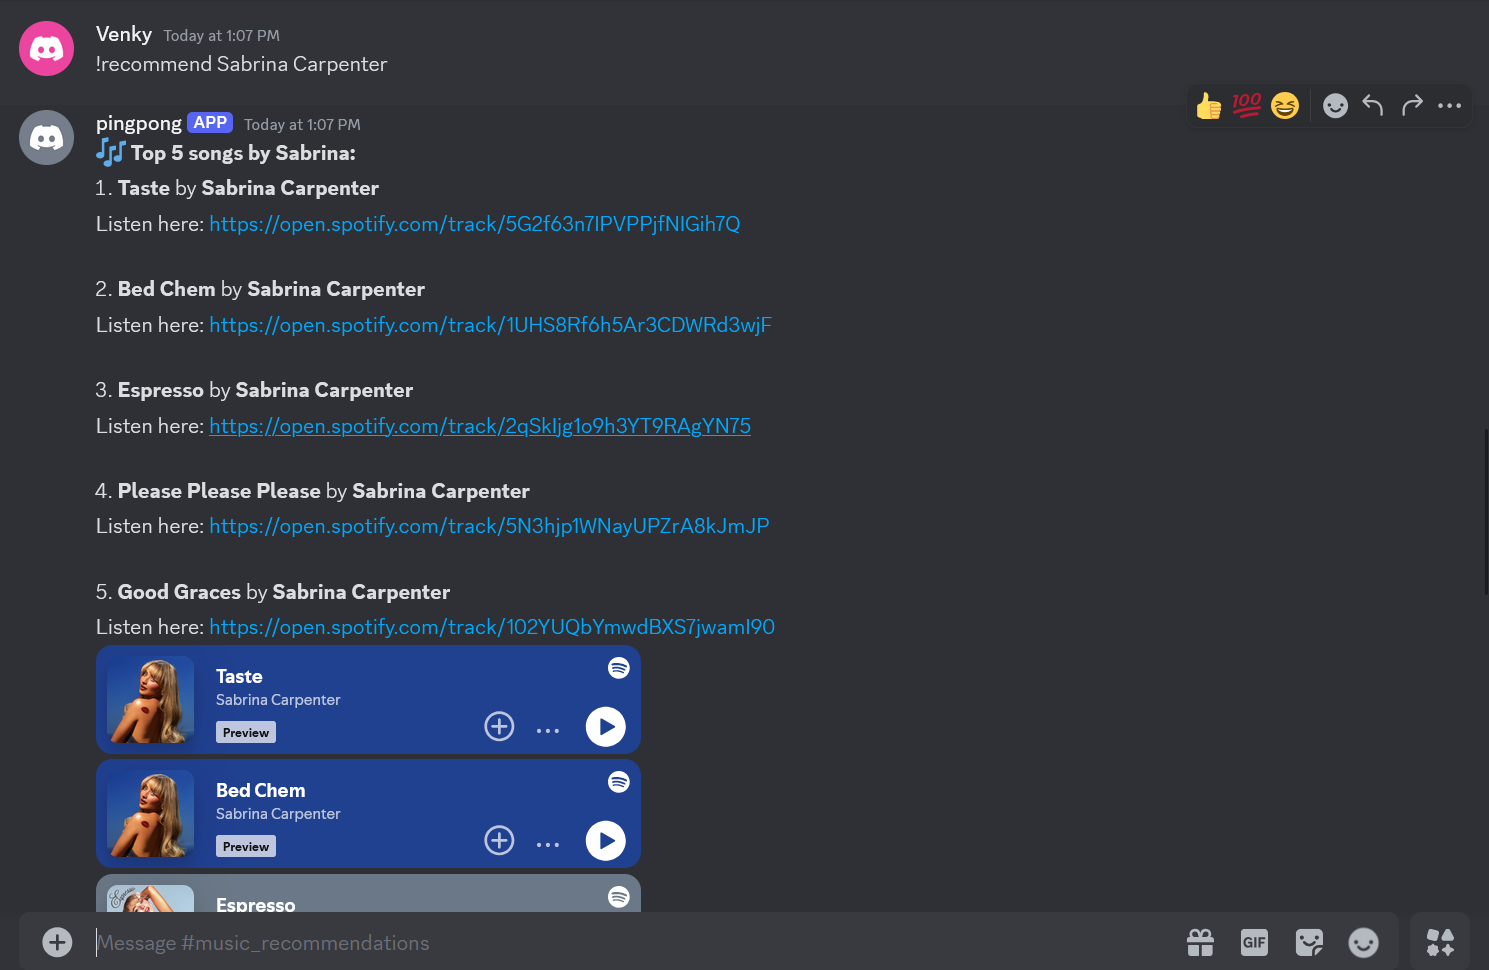 Venky Today at 1:07 PM
!recommend Sabrina Carpenter
pingpong APP Today at 1:07 PM
🎶 Top 5 songs by Sabrina:
1. Taste by Sabrina Carpenter
Listen here: https://open.spotify.com/track/5G2f63n7IPVPPjfNIGih7Q
2. Bed Chem by Sabrina Carpenter
Listen here: https://open.spotify.com/track/1UHS8Rf6h5Ar3CDWRd3wjF
3. Espresso by Sabrina Carpenter
Listen here: https://open.spotify.com/track/2qSkIjg1o9h3YT9RAgYN75
4. Please Please Please by Sabrina Carpenter
Listen here: https://open.spotify.com/track/5N3hjp1WNayUPZrA8kJmJP
5. Good Graces by Sabrina Carpenter
Listen here: https://open.spotify.com/track/102YUQbYmwdBXS7jwamI90
Taste
Sabrina Carpenter
Preview
Bed Chem
Sabrina Carpenter
Preview
Espresso
Message #music_recommendations
GIF